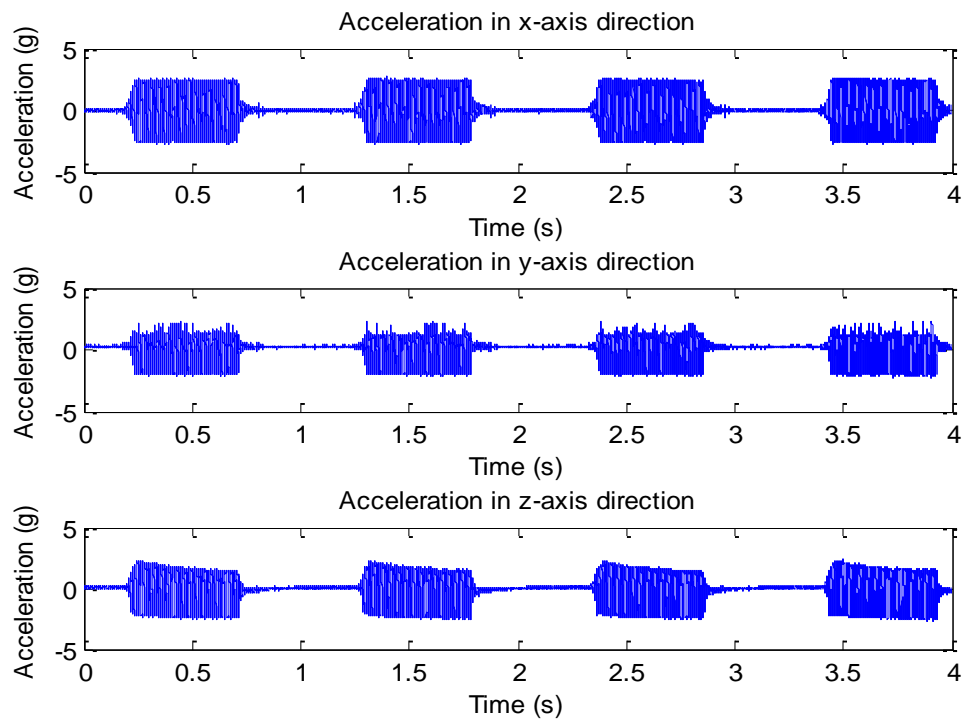 Acceleration in x-axis direction
Acceleration (g)
5
0
-5
0 0.5 1 1.5 2 2.5 3 3.5 4
Time (s)
Acceleration in y-axis direction
Acceleration (g)
5
0
-5
0 0.5 1 1.5 2 2.5 3 3.5 4
Time (s)
Acceleration in z-axis direction
Acceleration (g)
5
0
-5
0 0.5 1 1.5 2 2.5 3 3.5 4
Time (s)